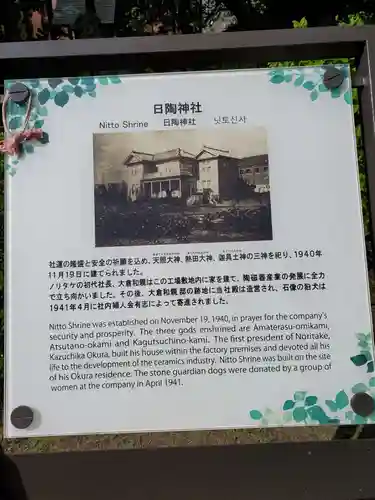 日陶神社
Nitto Shrine 日陶神社 닛토신사
社運の隆盛と安全の祈願を込め、天照大神、熱田大神、迦具土神の三神を祀り、1940年
11月19日に建てられました。
ノリタケの初代社長、大倉和親はこの工場敷地内に家を建て、陶磁器産業の発展に全力
で立ち向かいました。その後、大倉和親 邸の跡地に当社殿は造営され、石像の狛犬は
1941年4月に社内婦人会有志によって寄進されました。
Nitto Shrine was established on November 19, 1940, in prayer for the company's
security and prosperity. The three gods enshrined are Amaterasu-omikami,
Atsutano-okami and Kagutsuchino-kami. The first president of Noritake,
Kazuchika Okura, built his house within the factory premises and devoted all his
life to the development of the ceramics industry. Nitto Shrine was built on the site
of his Okura residence. The stone guardian dogs were donated by a group of
women at the company in April 1941.